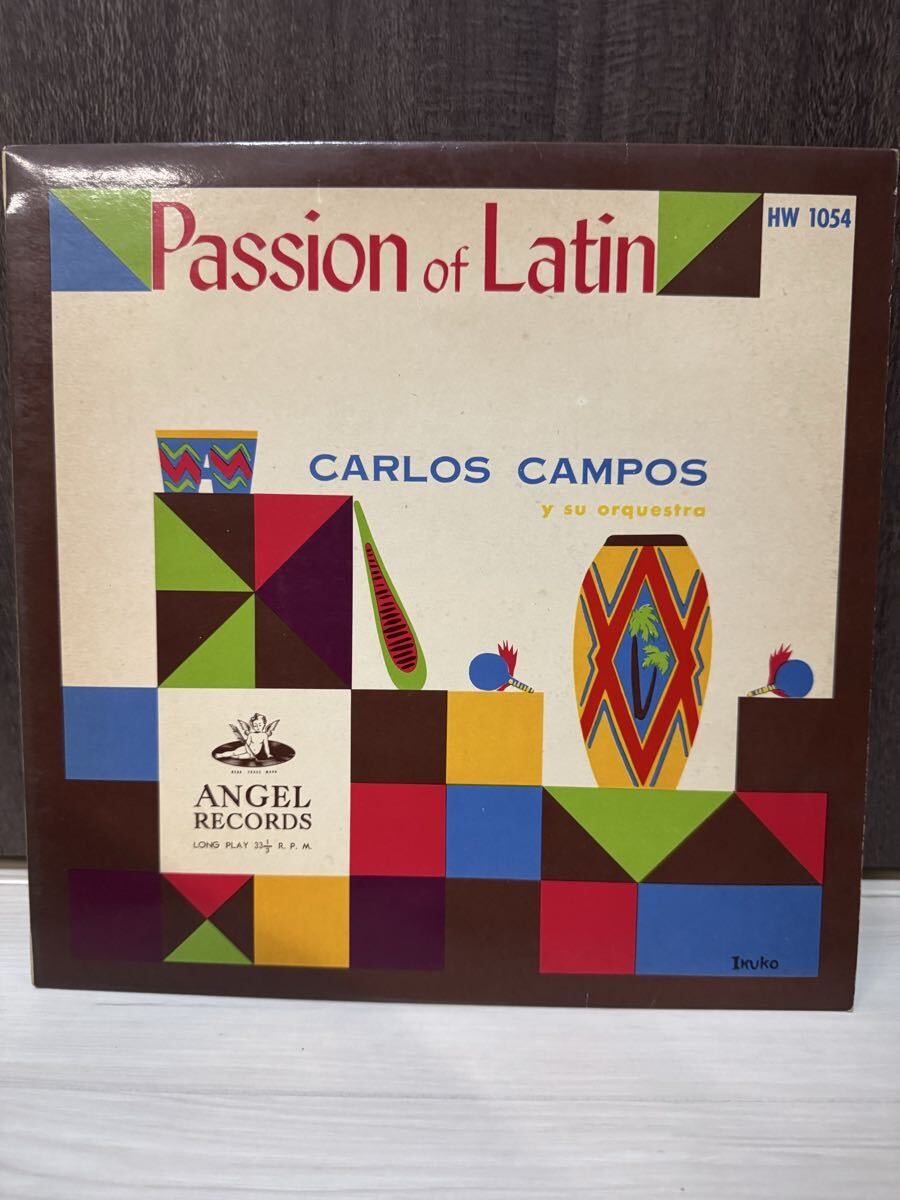 Passion of Latin
HW 1054
CARLOS CAMPOS
y su orquestra
ANGEL
RECORDS
LONG PLAY 33⅓ R. P. M.
Ikuko